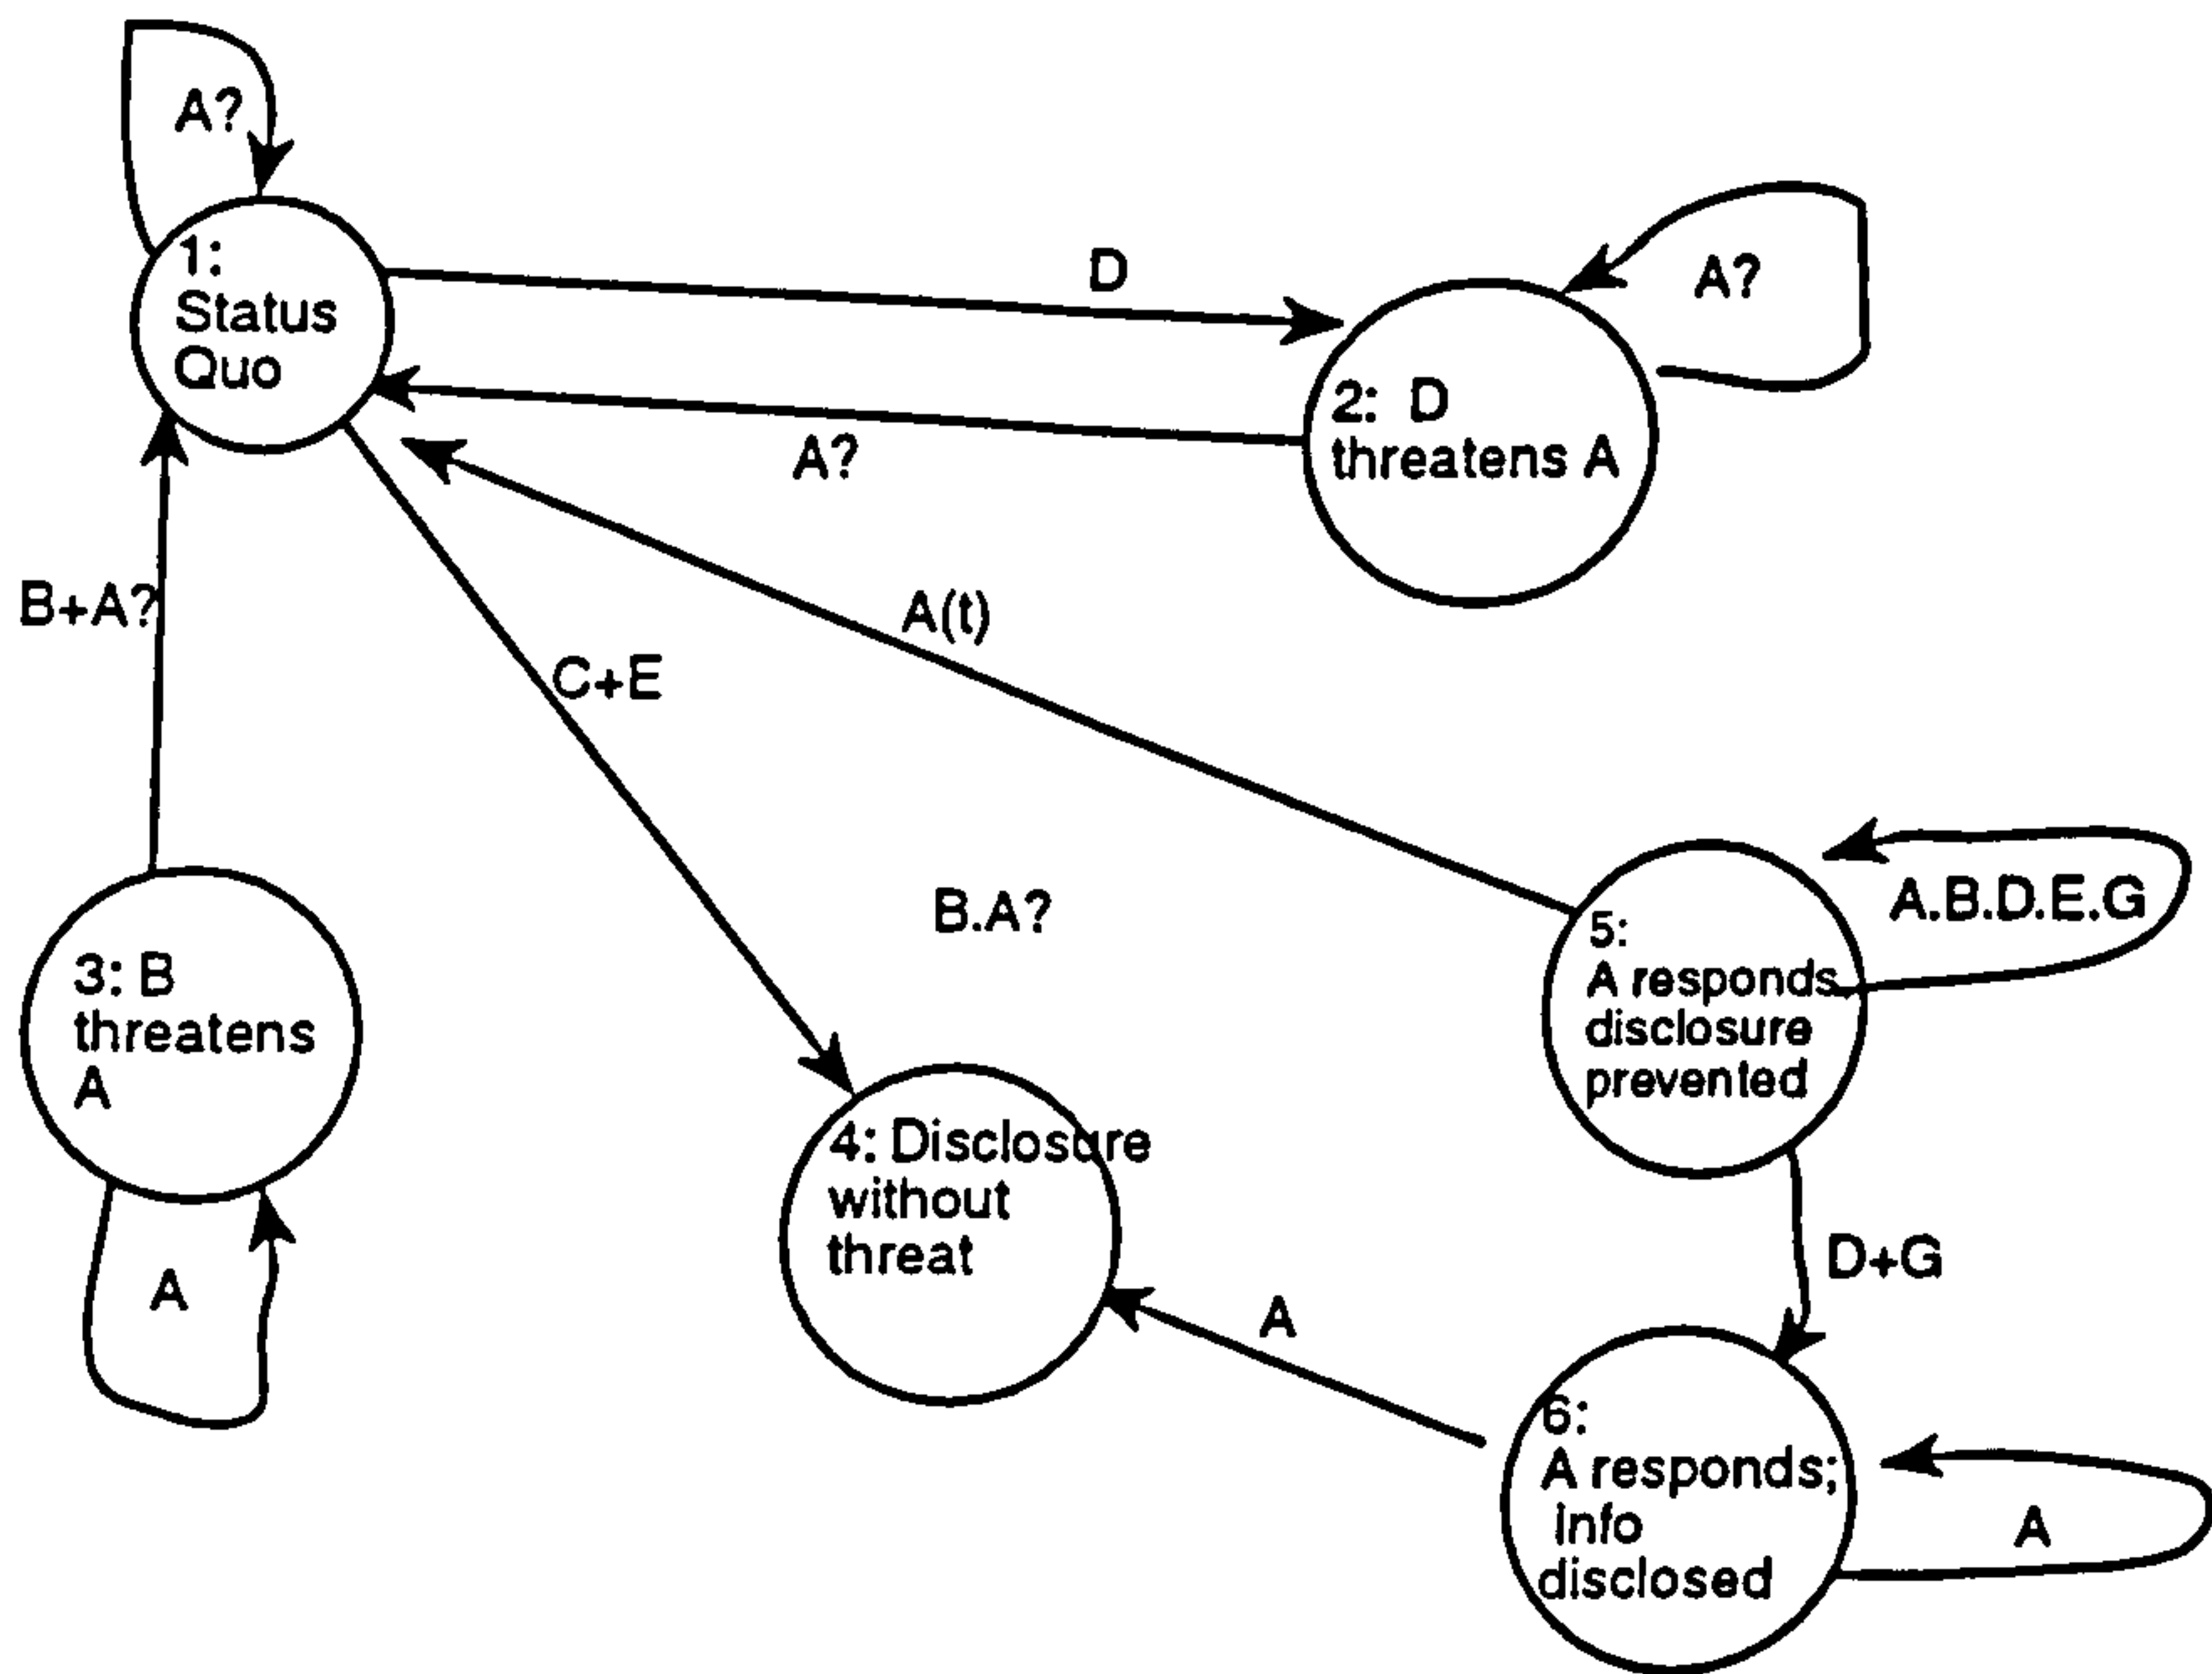 A?
1:
Status
Quo
D
A?
2: D
threatens A
A?
B+A?
A(t)
C+E
B.A?
A.B.D.E.G
5:
A responds
disclosure
prevented
3: B
threatens
A
4: Disclosure
without
threat
D+G
A
A
6:
A responds;
info
disclosed
A